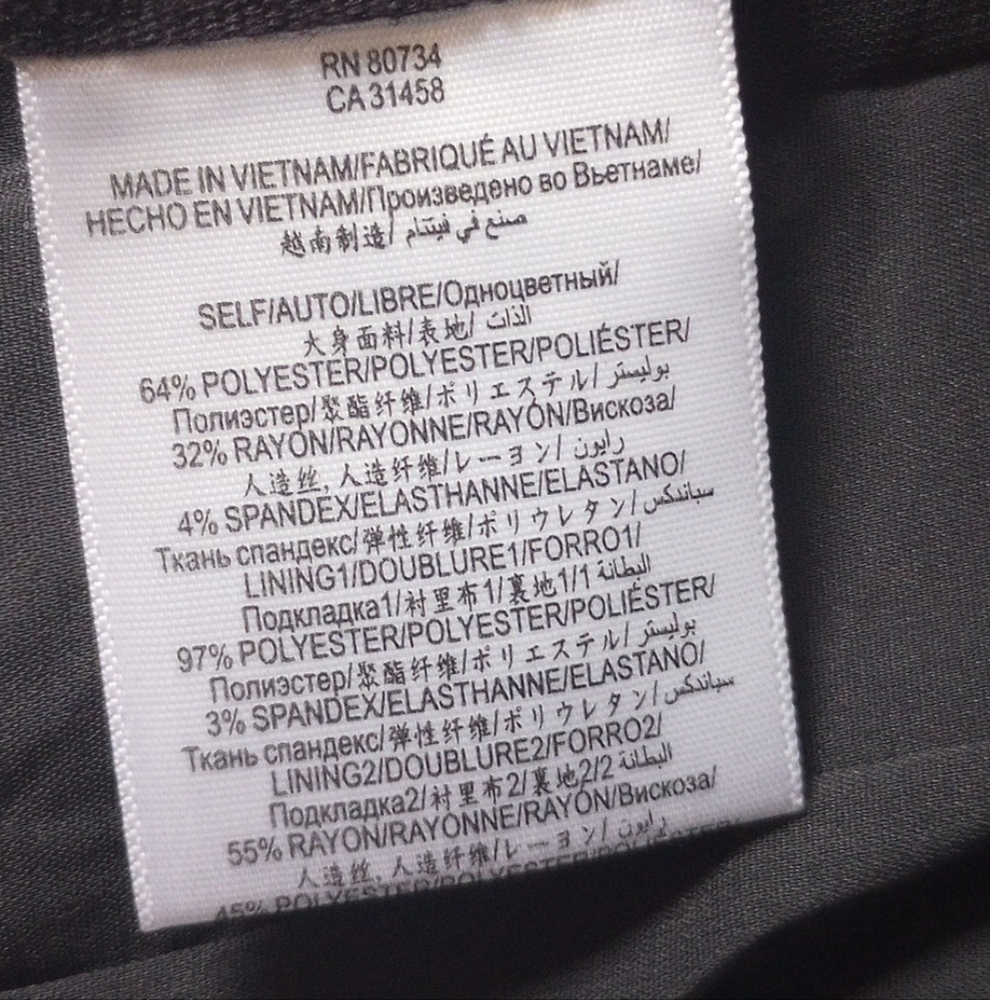 RN 80734
CA 31458
MADE IN VIETNAM/FABRIQUÉ AU VIETNAM/
HECHO EN VIETNAM/Произведено во Вьетнаме/
越南制造/ صنع في فيتنام
SELF/AUTO/LIBRE/Одноцветный/
大身面料/表地/ الذات
64% POLYESTER/POLYESTER/POLIÉSTER/
Полиэстер/聚酯纤维/ポリエステル/ بوليستر
32% RAYON/RAYONNE/RAYÓN/Вискоза/
人造丝, 人造纤维/レーヨン/ رايون
4% SPANDEX/ELASTHANNE/ELASTANO/
Ткань спандекс/弹性纤维/ポリウレタン/ سباندكس
LINING1/DOUBLURE1/FORRO1/
Подкладка1/衬里布1/裏地1/ البطانة 1
97% POLYESTER/POLYESTER/POLIÉSTER/
Полиэстер/聚酯纤维/ポリエステル/ بوليستر
3% SPANDEX/ELASTHANNE/ELASTANO/
Ткань спандекс/弹性纤维/ポリウレタン/ سباندكس
LINING2/DOUBLURE2/FORRO2/
Подкладка2/衬里布2/裏地2/ البطانة 2
55% RAYON/RAYONNE/RAYÓN/Вискоза/
人造丝, 人造纤维/レーヨン/ رايون
45% POLYESTER/POLYESTER/POLIÉSTER/